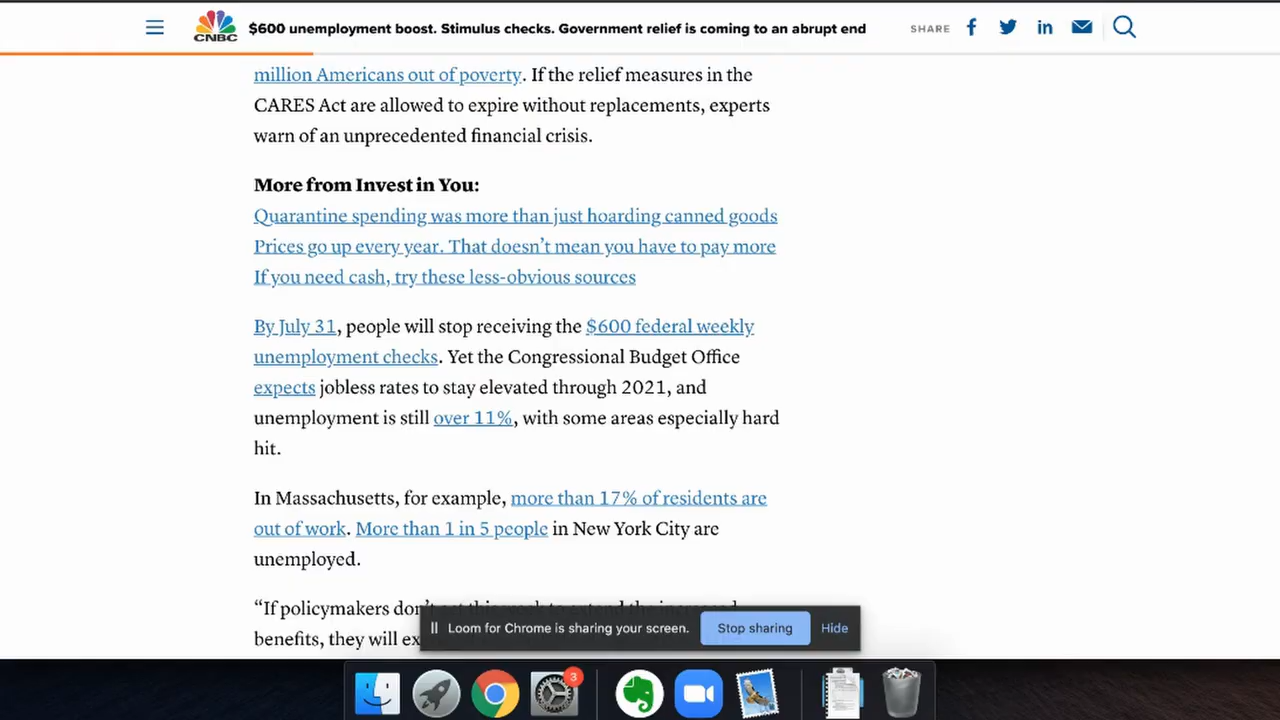 CNBC
$600 unemployment boost. Stimulus checks. Government relief is coming to an abrupt end
SHARE
million Americans out of poverty. If the relief measures in the
CARES Act are allowed to expire without replacements, experts
warn of an unprecedented financial crisis.
More from Invest in You:
Quarantine spending was more than just hoarding canned goods
Prices go up every year. That doesn't mean you have to pay more
If you need cash, try these less-obvious sources
By July 31, people will stop receiving the $600 federal weekly
unemployment checks. Yet the Congressional Budget Office
expects jobless rates to stay elevated through 2021, and
unemployment is still over 11%, with some areas especially hard
hit.
In Massachusetts, for example, more than 17% of residents are
out of work. More than 1 in 5 people in New York City are
unemployed.
“If policymakers don't
benefits, they will
Loom for Chrome is sharing your screen.
Stop sharing
Hide
3